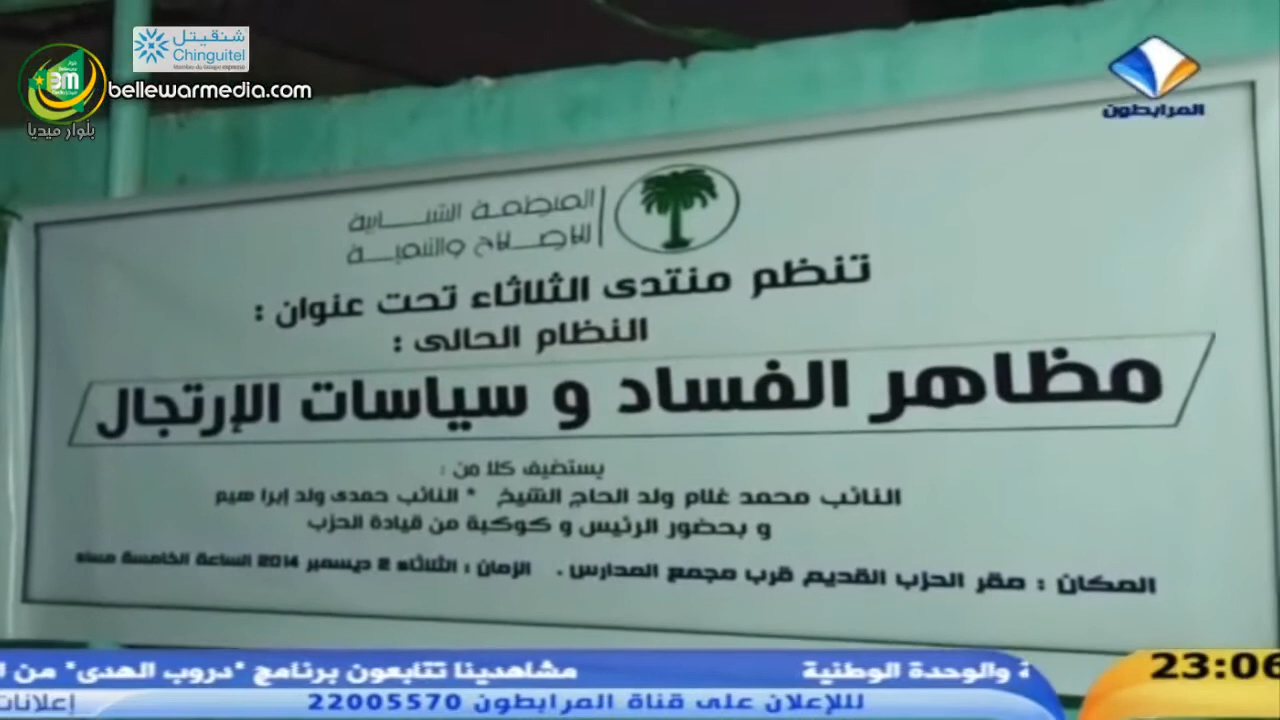 شنقيتل
Chinguitel
bellewarmedia.com
بلوار ميديا
المرابطون
المنظمة الشبابية
للإصلاح والتنمية
تنظم منتدى الثلاثاء تحت عنوان :
النظام الحالى :
مظاهر الفساد و سياسات الإرتجال
يستضيف كلا من :
النائب محمد غلام ولد الحاج الشيخ * النائب حمدى ولد إبراهيم
و بحضور الرئيس و كوكبة من قيادة الحزب
المكان : مقر الحزب القديم قرب مجمع المدارس . الزمان : الثلاثاء 2 ديسمبر 2014 الساعة الخامسة مساء
والوحدة الوطنية مشاهدينا تتابعون برنامج "دروب الهدى" من
23:06
للإعلان على قناة المرابطون 22005570 إعلانات